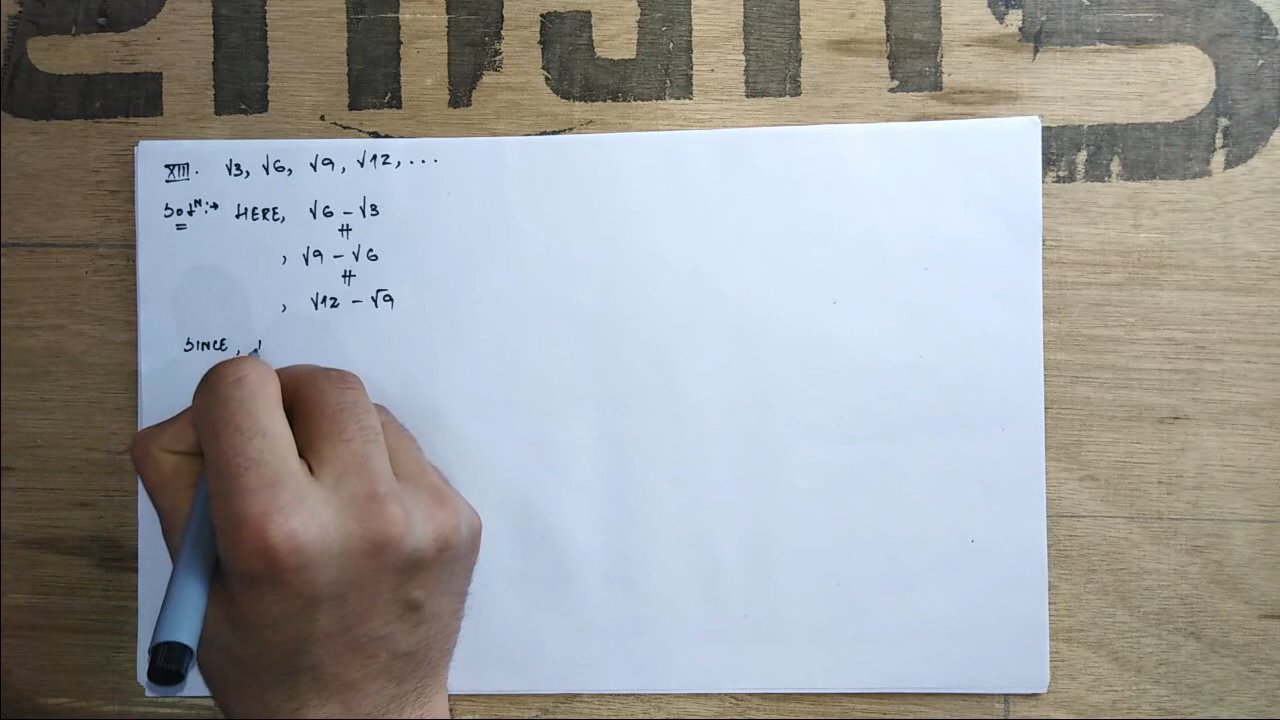 XIII. √3, √6, √9, √12, ...
SOLN:→ HERE, √6 - √3
≠
, √9 - √6
≠
, √12 - √9
SINCE,